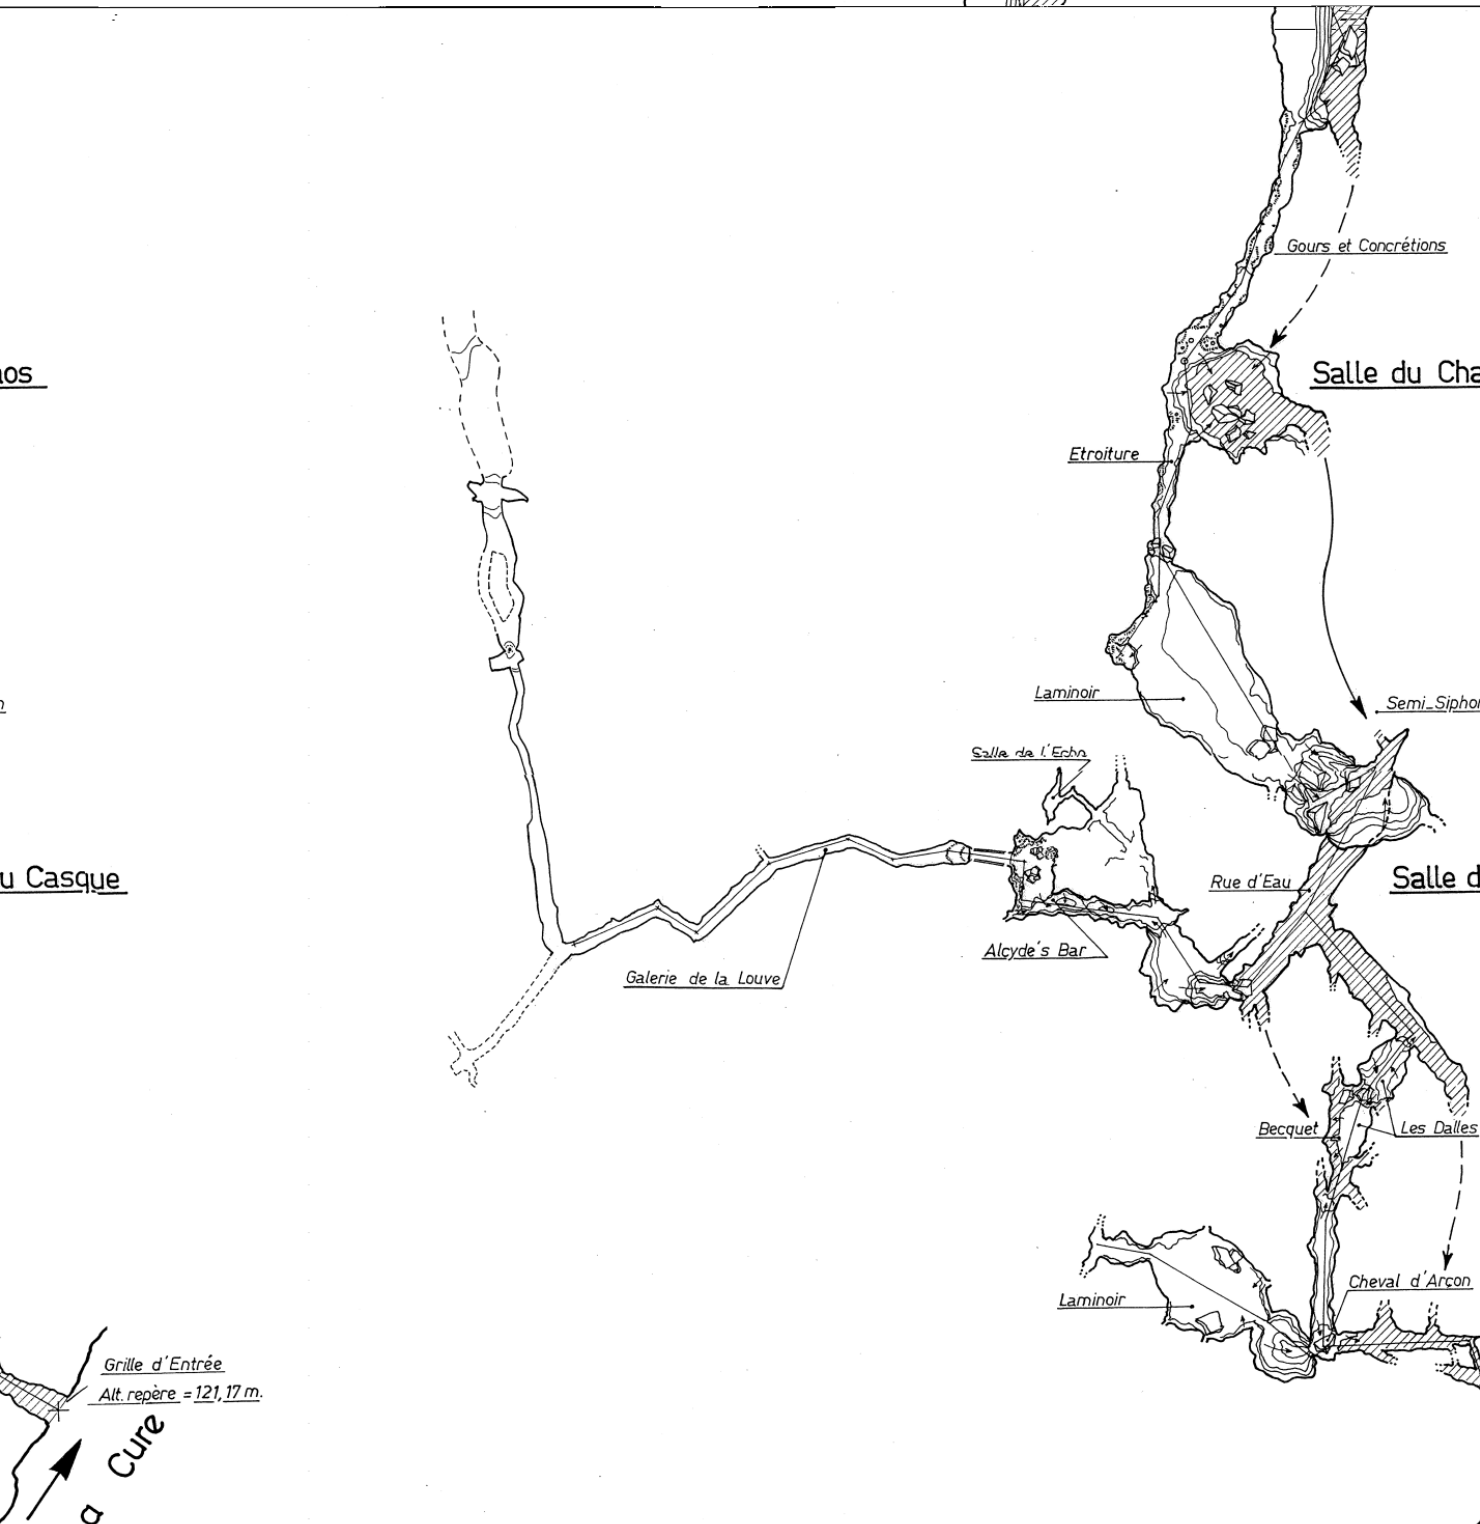 Gours et Concrétions
aos
Salle du Cha
Etroiture
Laminoir
Semi_Siphon
n
Salle de l'Echo
u Casque
Rue d'Eau
Salle d
Alcyde's Bar
Galerie de la Louve
Becquet
Les Dalles
Cheval d'Arçon
Laminoir
Grille d'Entrée
Alt. repère = 121,17 m.
a Cure